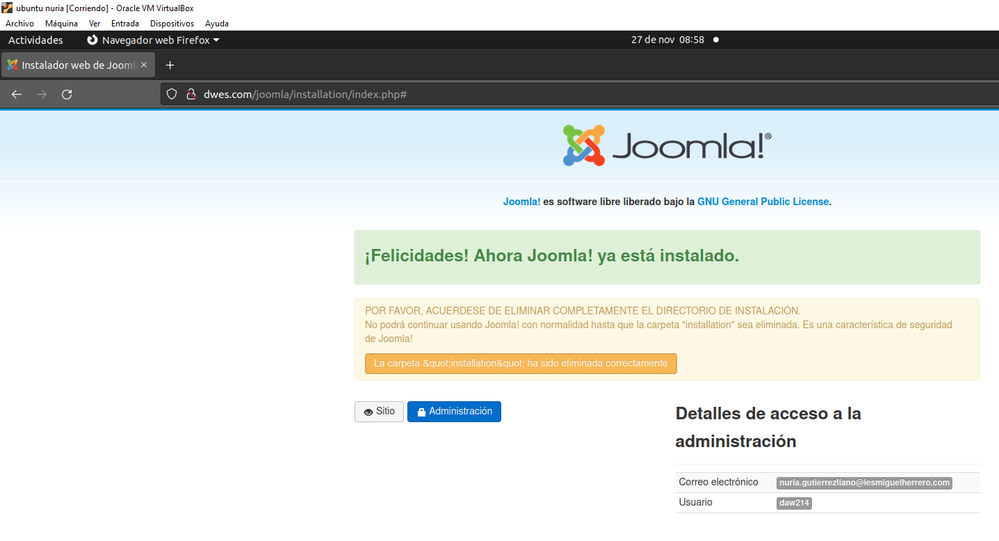 ubuntu nuria [Corriendo] - Oracle VM VirtualBox
Archivo Máquina Ver Entrada Dispositivos Ayuda
Actividades Navegador web Firefox 27 de nov 08:58
Instalador web de Jooml
dwes.com/joomla/installation/index.php#
Joomla!®
Joomla! es software libre liberado bajo la GNU General Public License.
¡Felicidades! Ahora Joomla! ya está instalado.
POR FAVOR, ACUÉRDESE DE ELIMINAR COMPLETAMENTE EL DIRECTORIO DE INSTALACIÓN.
No podrá continuar usando Joomla! con normalidad hasta que la carpeta "installation" sea eliminada. Es una característica de seguridad
de Joomla!
La carpeta &quot;installation&quot; ha sido eliminada correctamente
Sitio Administración
Detalles de acceso a la
administración
Correo electrónico nuria.gutierrezliano@iesmiguelherrero.com
Usuario daw214